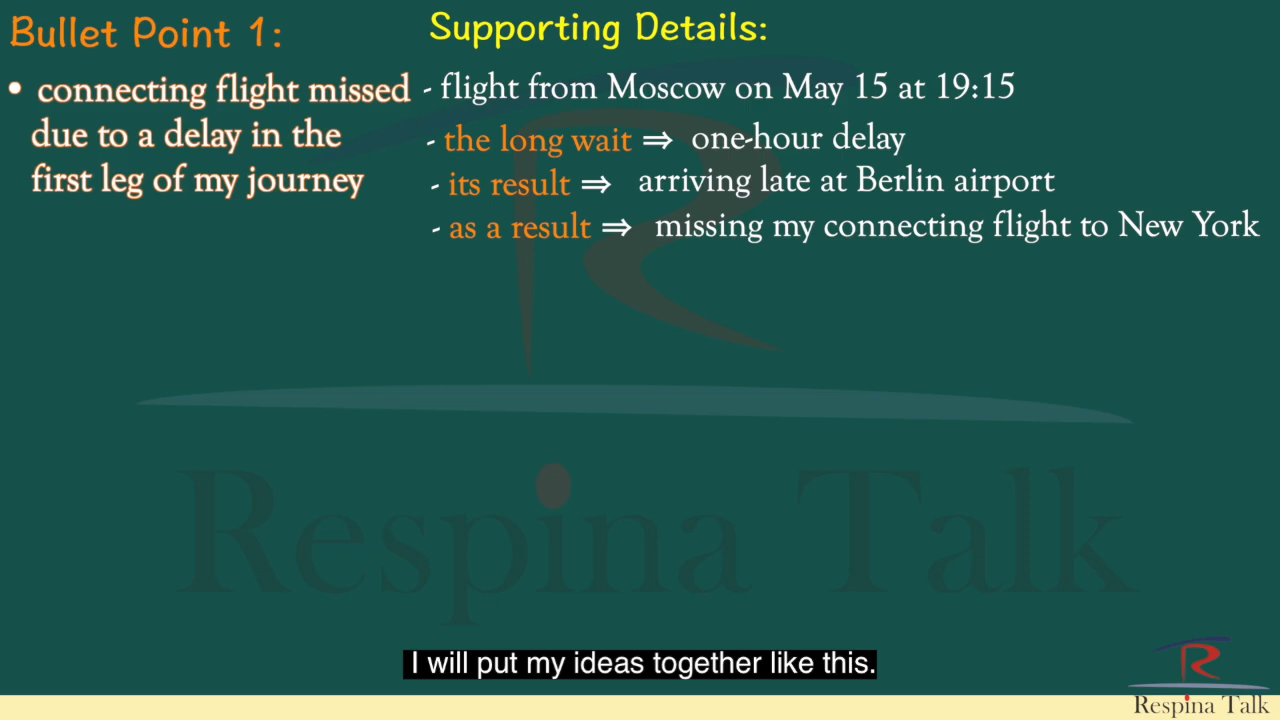 Bullet Point 1:
• connecting flight missed
due to a delay in the
first leg of my journey
Supporting Details:
- flight from Moscow on May 15 at 19:15
- the long wait ⇒ one-hour delay
- its result ⇒ arriving late at Berlin airport
- as a result ⇒ missing my connecting flight to New York
Respina Talk
I will put my ideas together like this.
Respina Talk